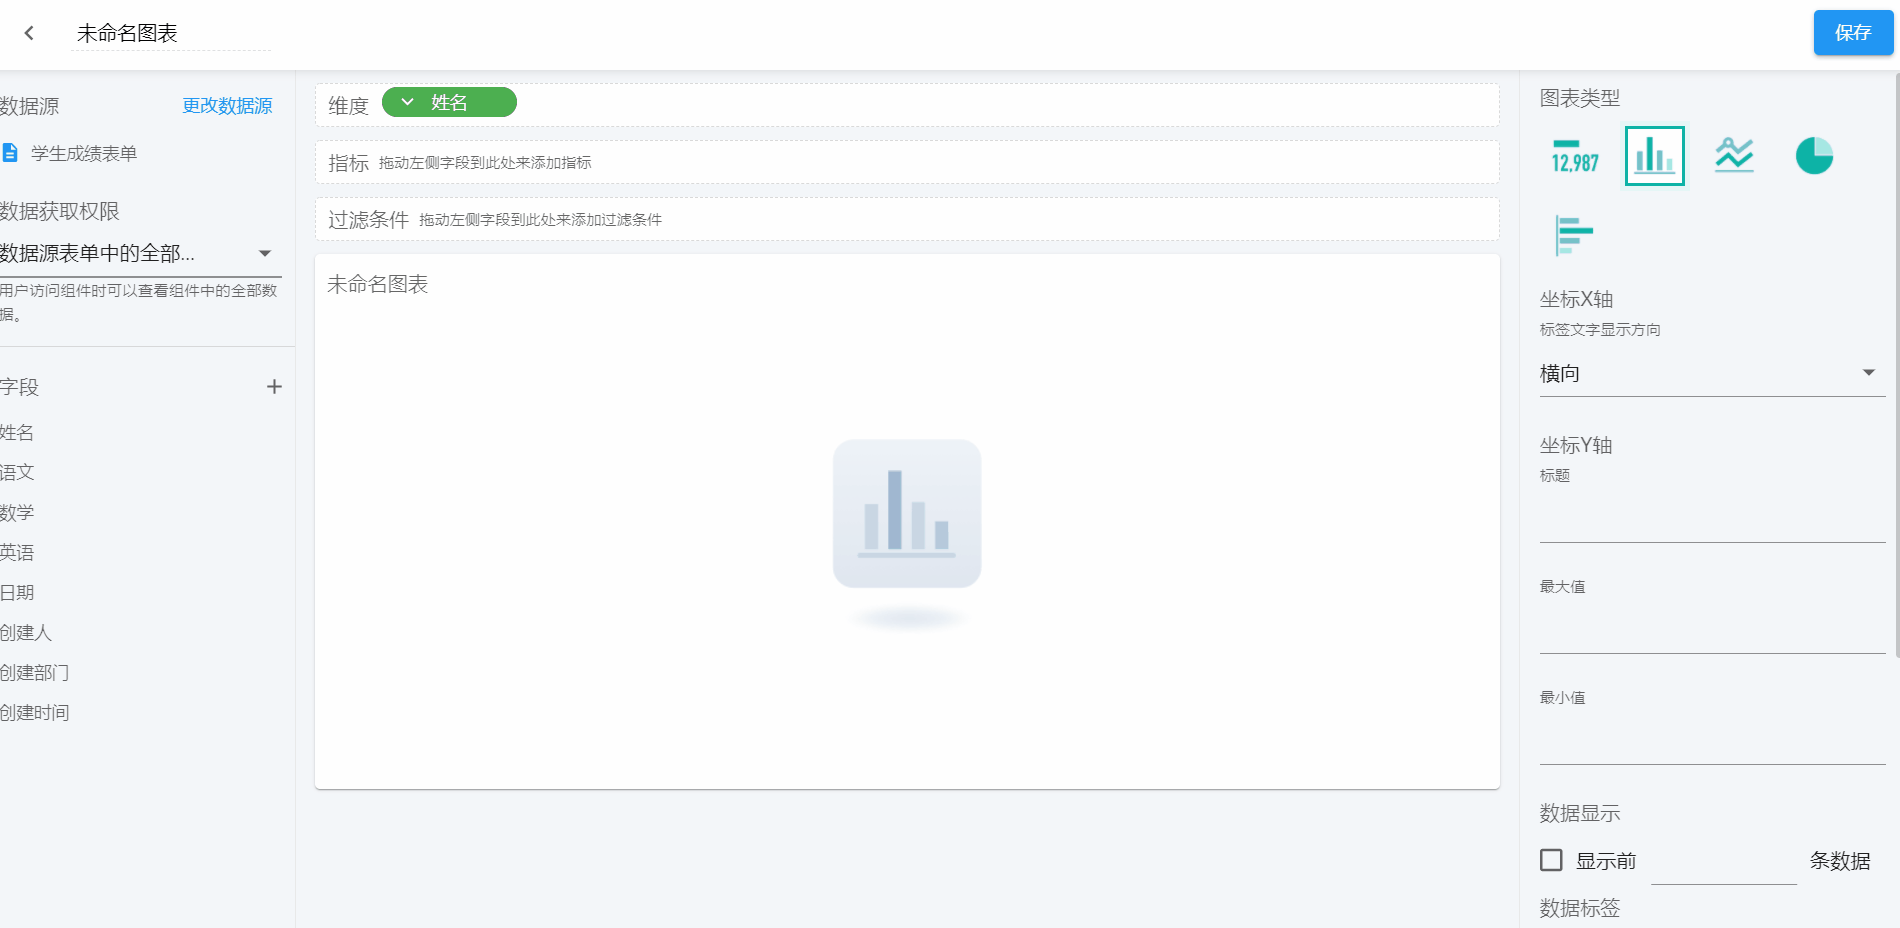 未命名图表
保存
数据源
更改数据源
学生成绩表单
数据获取权限
数据源表单中的全部...
用户访问组件时可以查看组件中的全部数
据。
字段
姓名
语文
数学
英语
日期
创建人
创建部门
创建时间
维度
姓名
指标 拖动左侧字段到此处来添加指标
过滤条件 拖动左侧字段到此处来添加过滤条件
未命名图表
图表类型
12,987
坐标X轴
标签文字显示方向
横向
坐标Y轴
标题
最大值
最小值
数据显示
显示前 条数据
数据标签